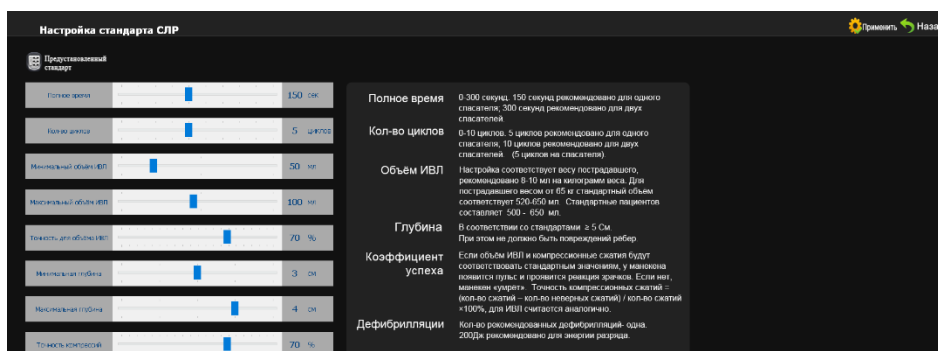 Настройка стандарта СЛР
Применить
Наза
Предустановленный
стандарт
Полное время
150 сек
Кол-во циклов
5 циклов
Минимальный объём ИВЛ
50 мл
Максимальный объём ИВЛ
100 мл
Точность для объёма ИВЛ
70 %
Минимальная глубина
3 см
Максимальная глубина
4 см
Точность компрессий
70 %
Полное время
0-300 секунд. 150 секунд рекомендовано для одного
спасателя; 300 секунд рекомендовано для двух
спасателей
Кол-во циклов
0-10 циклов. 5 циклов рекомендовано для одного
спасателя; 10 циклов рекомендовано для двух
спасателей. (5 циклов на спасателя)
Объём ИВЛ
Настройка соответствует весу пострадавшего,
рекомендовано 8-10 мл на килограмм веса. Для
пострадавшего весом от 65 кг стандартный объём
соответствует 520-650 мл. Стандартные пациентов
составляет 500 - 650 мл.
Глубина
В соответствии со стандартами ≥ 5 См.
При этом не должно быть повреждений ребер.
Коэффициент
успеха
Если объём ИВЛ и компрессионные сжатия будут
соответствовать стандартным значениям, у манокена
появится пульс и проявится реакция зрачков. Если нет,
манекен «умрёт». Точность компрессионных сжатий =
(кол-во сжатий – кол-во неверных сжатий) / кол-во сжатий
×100%, для ИВЛ считается аналогично.
Дефибрилляции
Кол-во рекомендованных дефибрилляций- одна.
200Дж рекомендовано для энергии разряда.